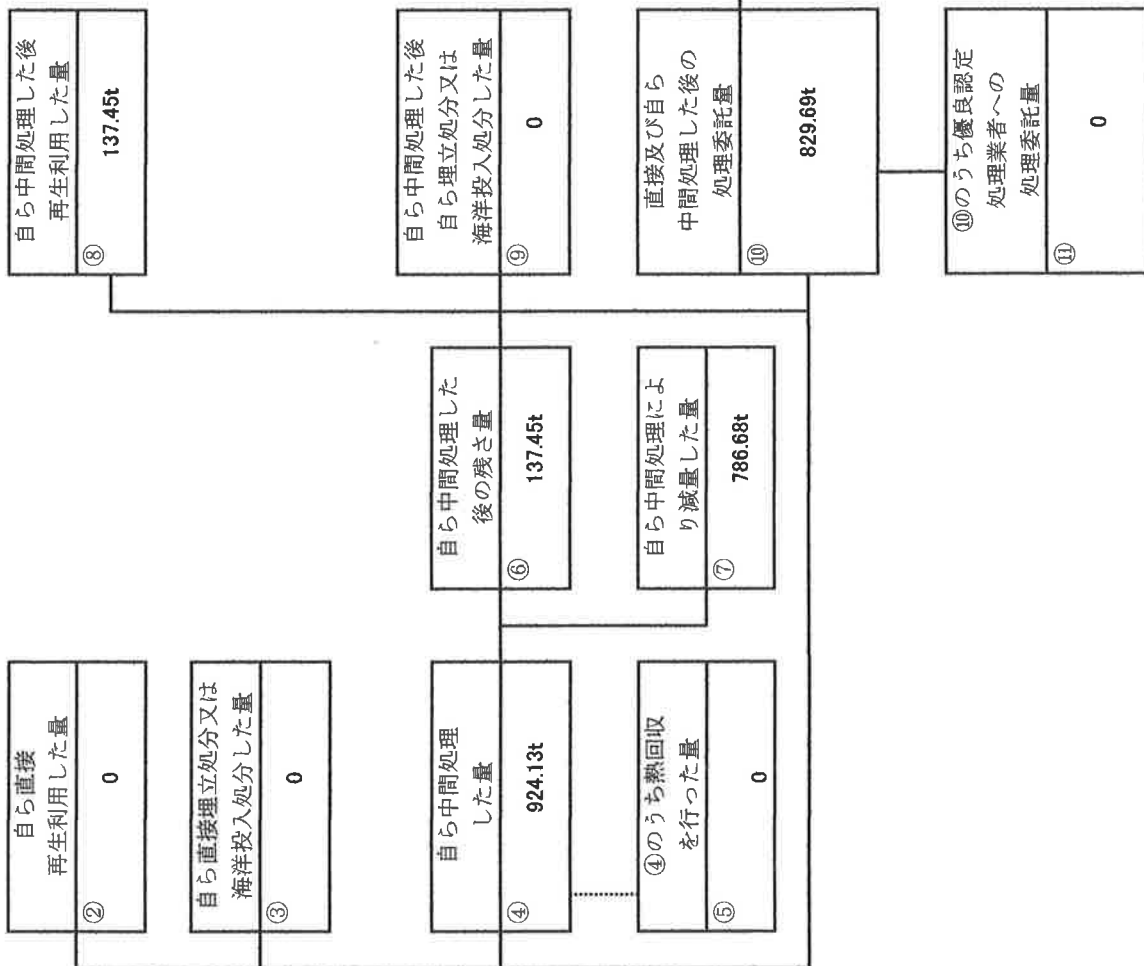 自ら直接
再生利用した量
②
0
自ら直接埋立処分又は
海洋投入処分した量
③
0
自ら中間処理
した量
④
924.13t
④のうち熱回収
を行った量
⑤
0
自ら中間処理した
後の残さ量
⑥
137.45t
自ら中間処理によ
り減量した量
⑦
786.68t
自ら中間処理した後
再生利用した量
⑧
137.45t
自ら中間処理した後
自ら埋立処分又は
海洋投入処分した量
⑨
0
直接及び自ら
中間処理した後の
処理委託量
⑩
829.69t
⑩のうち優良認定
処理業者への
処理委託量
⑪
0